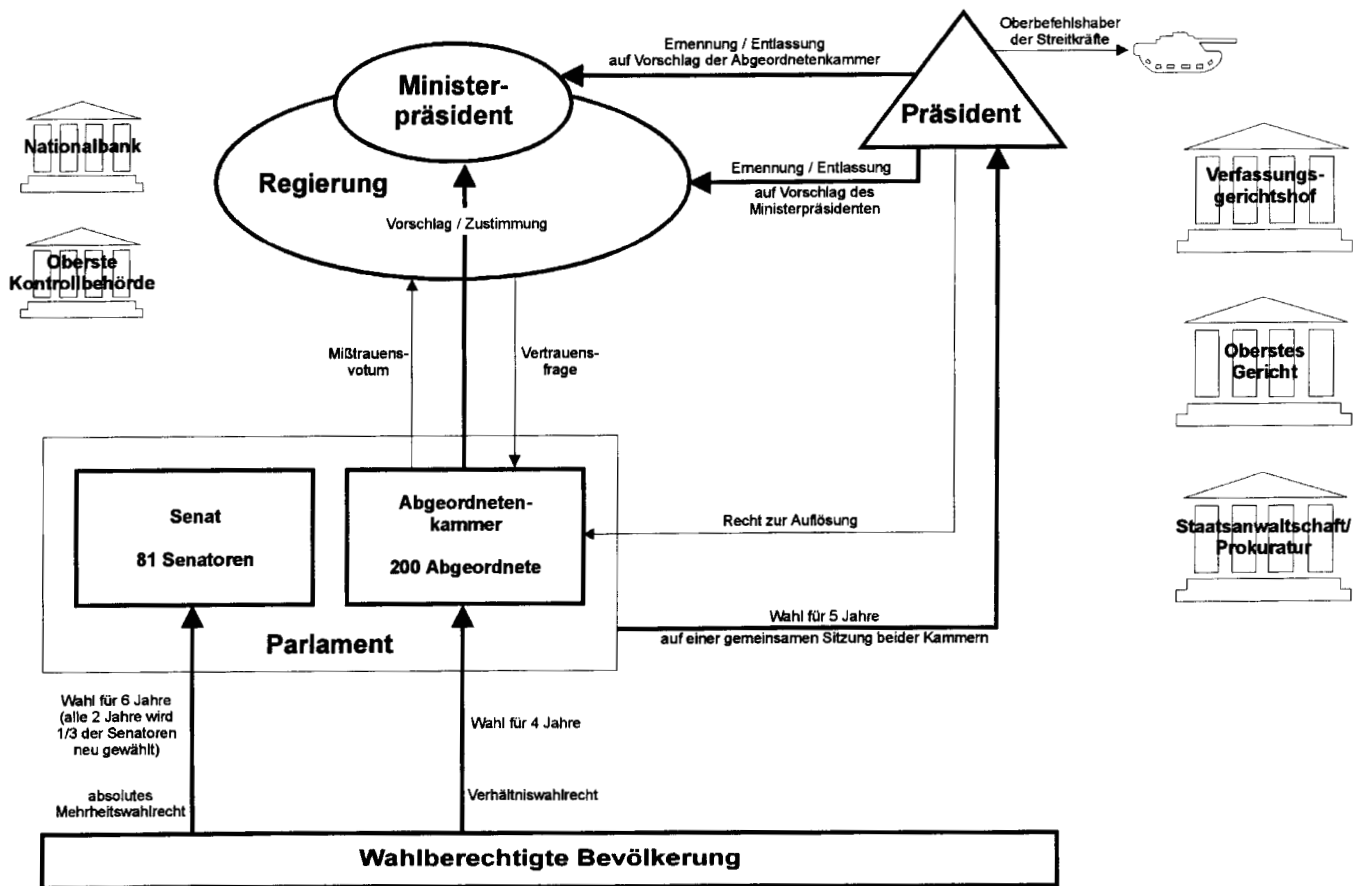 Oberbefehlshaber
der Streitkräfte
Ernennung / Entlassung
auf Vorschlag der Abgeordnetenkammer
Minister-
präsident
Präsident
Nationalbank
Regierung
Ernennung / Entlassung
auf Vorschlag des
Ministerpräsidenten
Verfassungs-
gerichtshof
Vorschlag / Zustimmung
Oberste
Kontrollbehörde
Mißtrauens-
votum
Vertrauens-
frage
Oberstes
Gericht
Senat
81 Senatoren
Abgeordneten-
kammer
200 Abgeordnete
Recht zur Auflösung
Staatsanwaltschaft/
Prokuratur
Parlament
Wahl für 5 Jahre
auf einer gemeinsamen Sitzung beider Kammern
Wahl für 6 Jahre
(alle 2 Jahre wird
1/3 der Senatoren
neu gewählt)
absolutes
Mehrheitswahlrecht
Wahl für 4 Jahre
Verhältniswahlrecht
Wahlberechtigte Bevölkerung